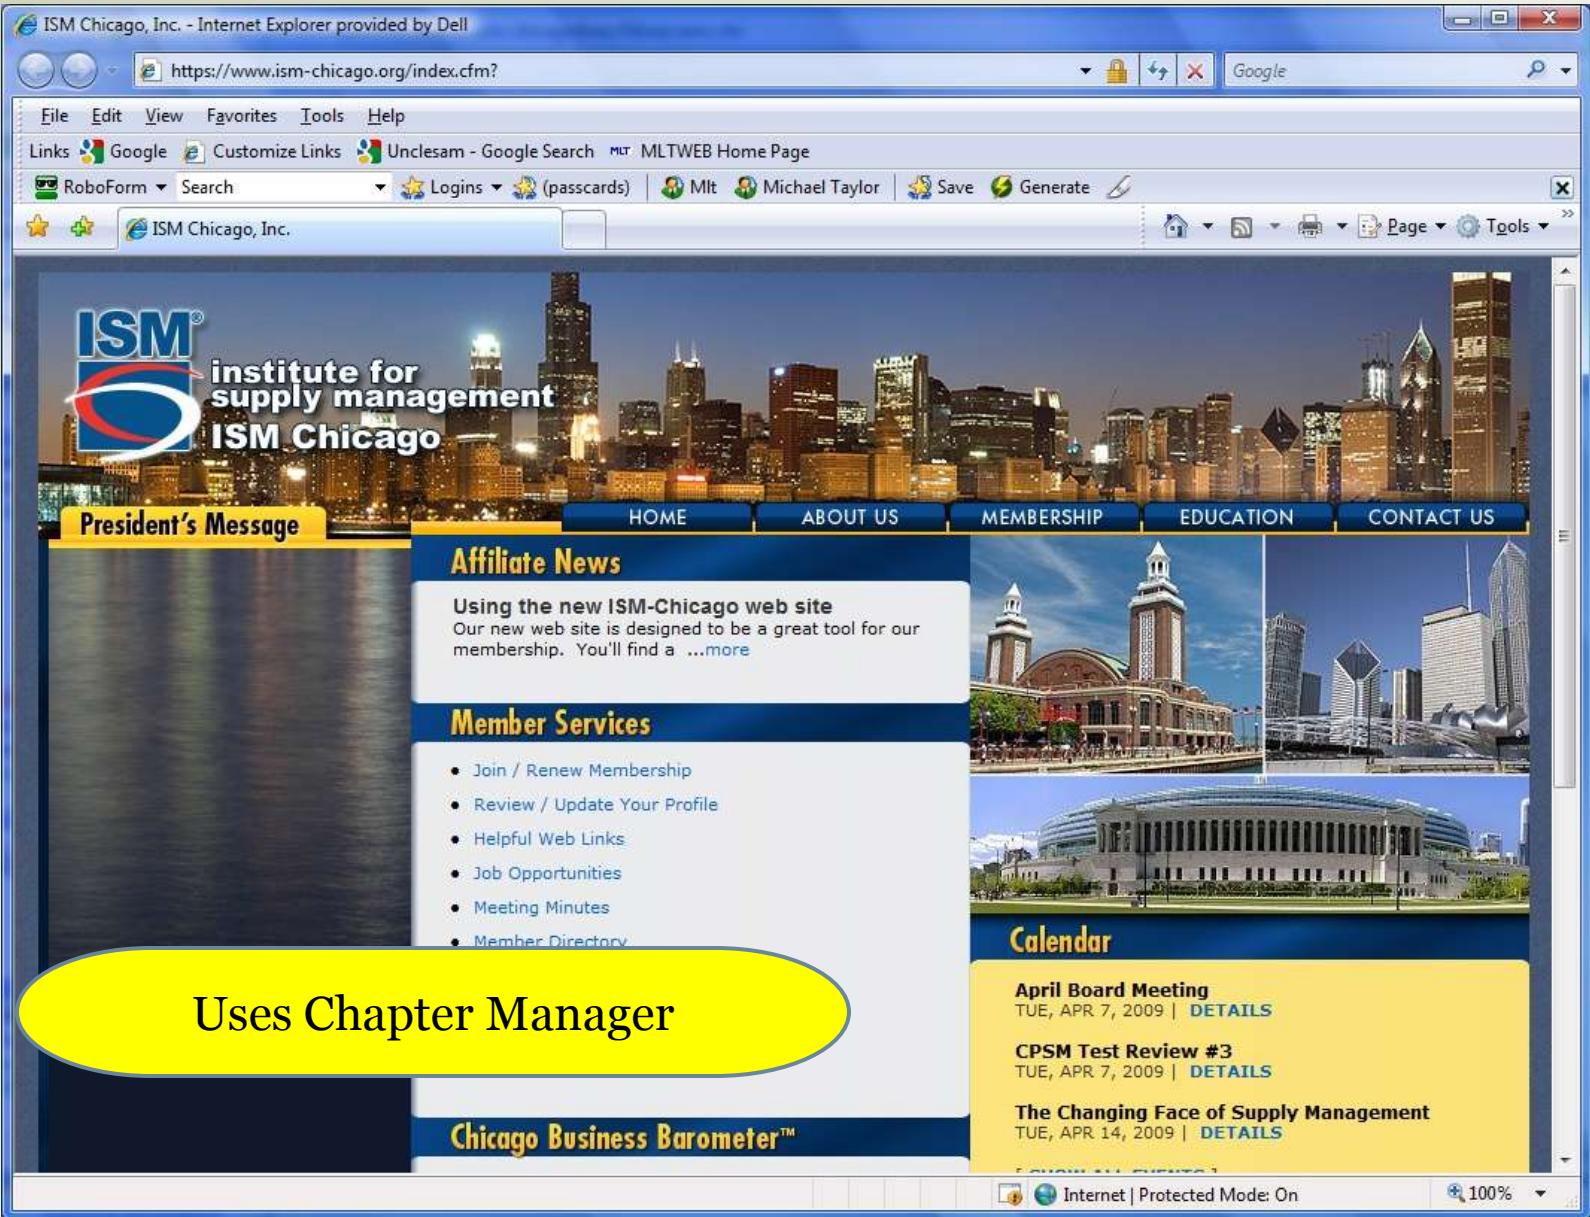 ISM Chicago, Inc. - Internet Explorer provided by Dell
https://www.ism-chicago.org/index.cfm?
Google
File Edit View Favorites Tools Help
Links Google Customize Links Unclesam - Google Search MLT MLTWEB Home Page
RoboForm Search Logins (passcards) Mlt Michael Taylor Save Generate
ISM Chicago, Inc.
Page Tools
ISM®
institute for
supply management
ISM Chicago
President's Message
HOME ABOUT US MEMBERSHIP EDUCATION CONTACT US
Affiliate News
Using the new ISM-Chicago web site
Our new web site is designed to be a great tool for our
membership. You'll find a ...more
Member Services
• Join / Renew Membership
• Review / Update Your Profile
• Helpful Web Links
• Job Opportunities
• Meeting Minutes
• Member Directory
Uses Chapter Manager
Chicago Business Barometer™
Calendar
April Board Meeting
TUE, APR 7, 2009 | DETAILS
CPSM Test Review #3
TUE, APR 7, 2009 | DETAILS
The Changing Face of Supply Management
TUE, APR 14, 2009 | DETAILS
[ SHOW ALL EVENTS ]
Internet | Protected Mode: On
100%